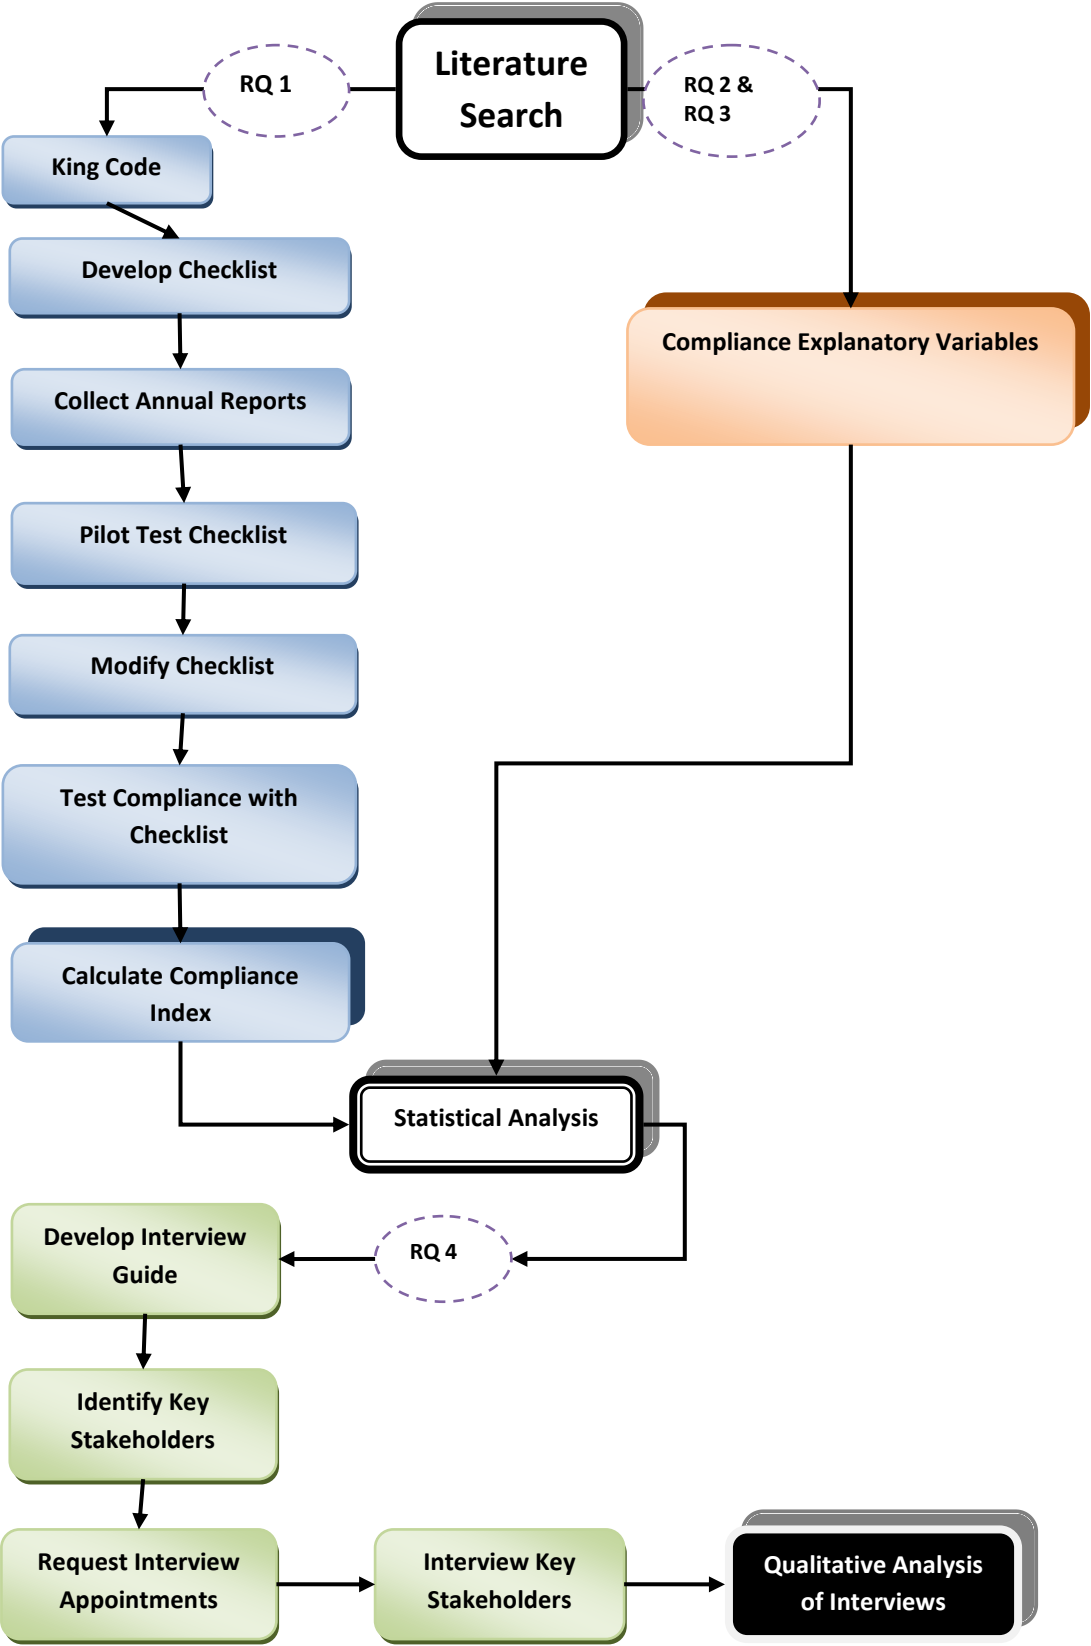 Literature
Search
RQ 1
RQ 2 &
RQ 3
King Code
Develop Checklist
Collect Annual Reports
Pilot Test Checklist
Modify Checklist
Test Compliance with
Checklist
Calculate Compliance
Index
Compliance Explanatory Variables
Statistical Analysis
RQ 4
Develop Interview
Guide
Identify Key
Stakeholders
Request Interview
Appointments
Interview Key
Stakeholders
Qualitative Analysis
of Interviews